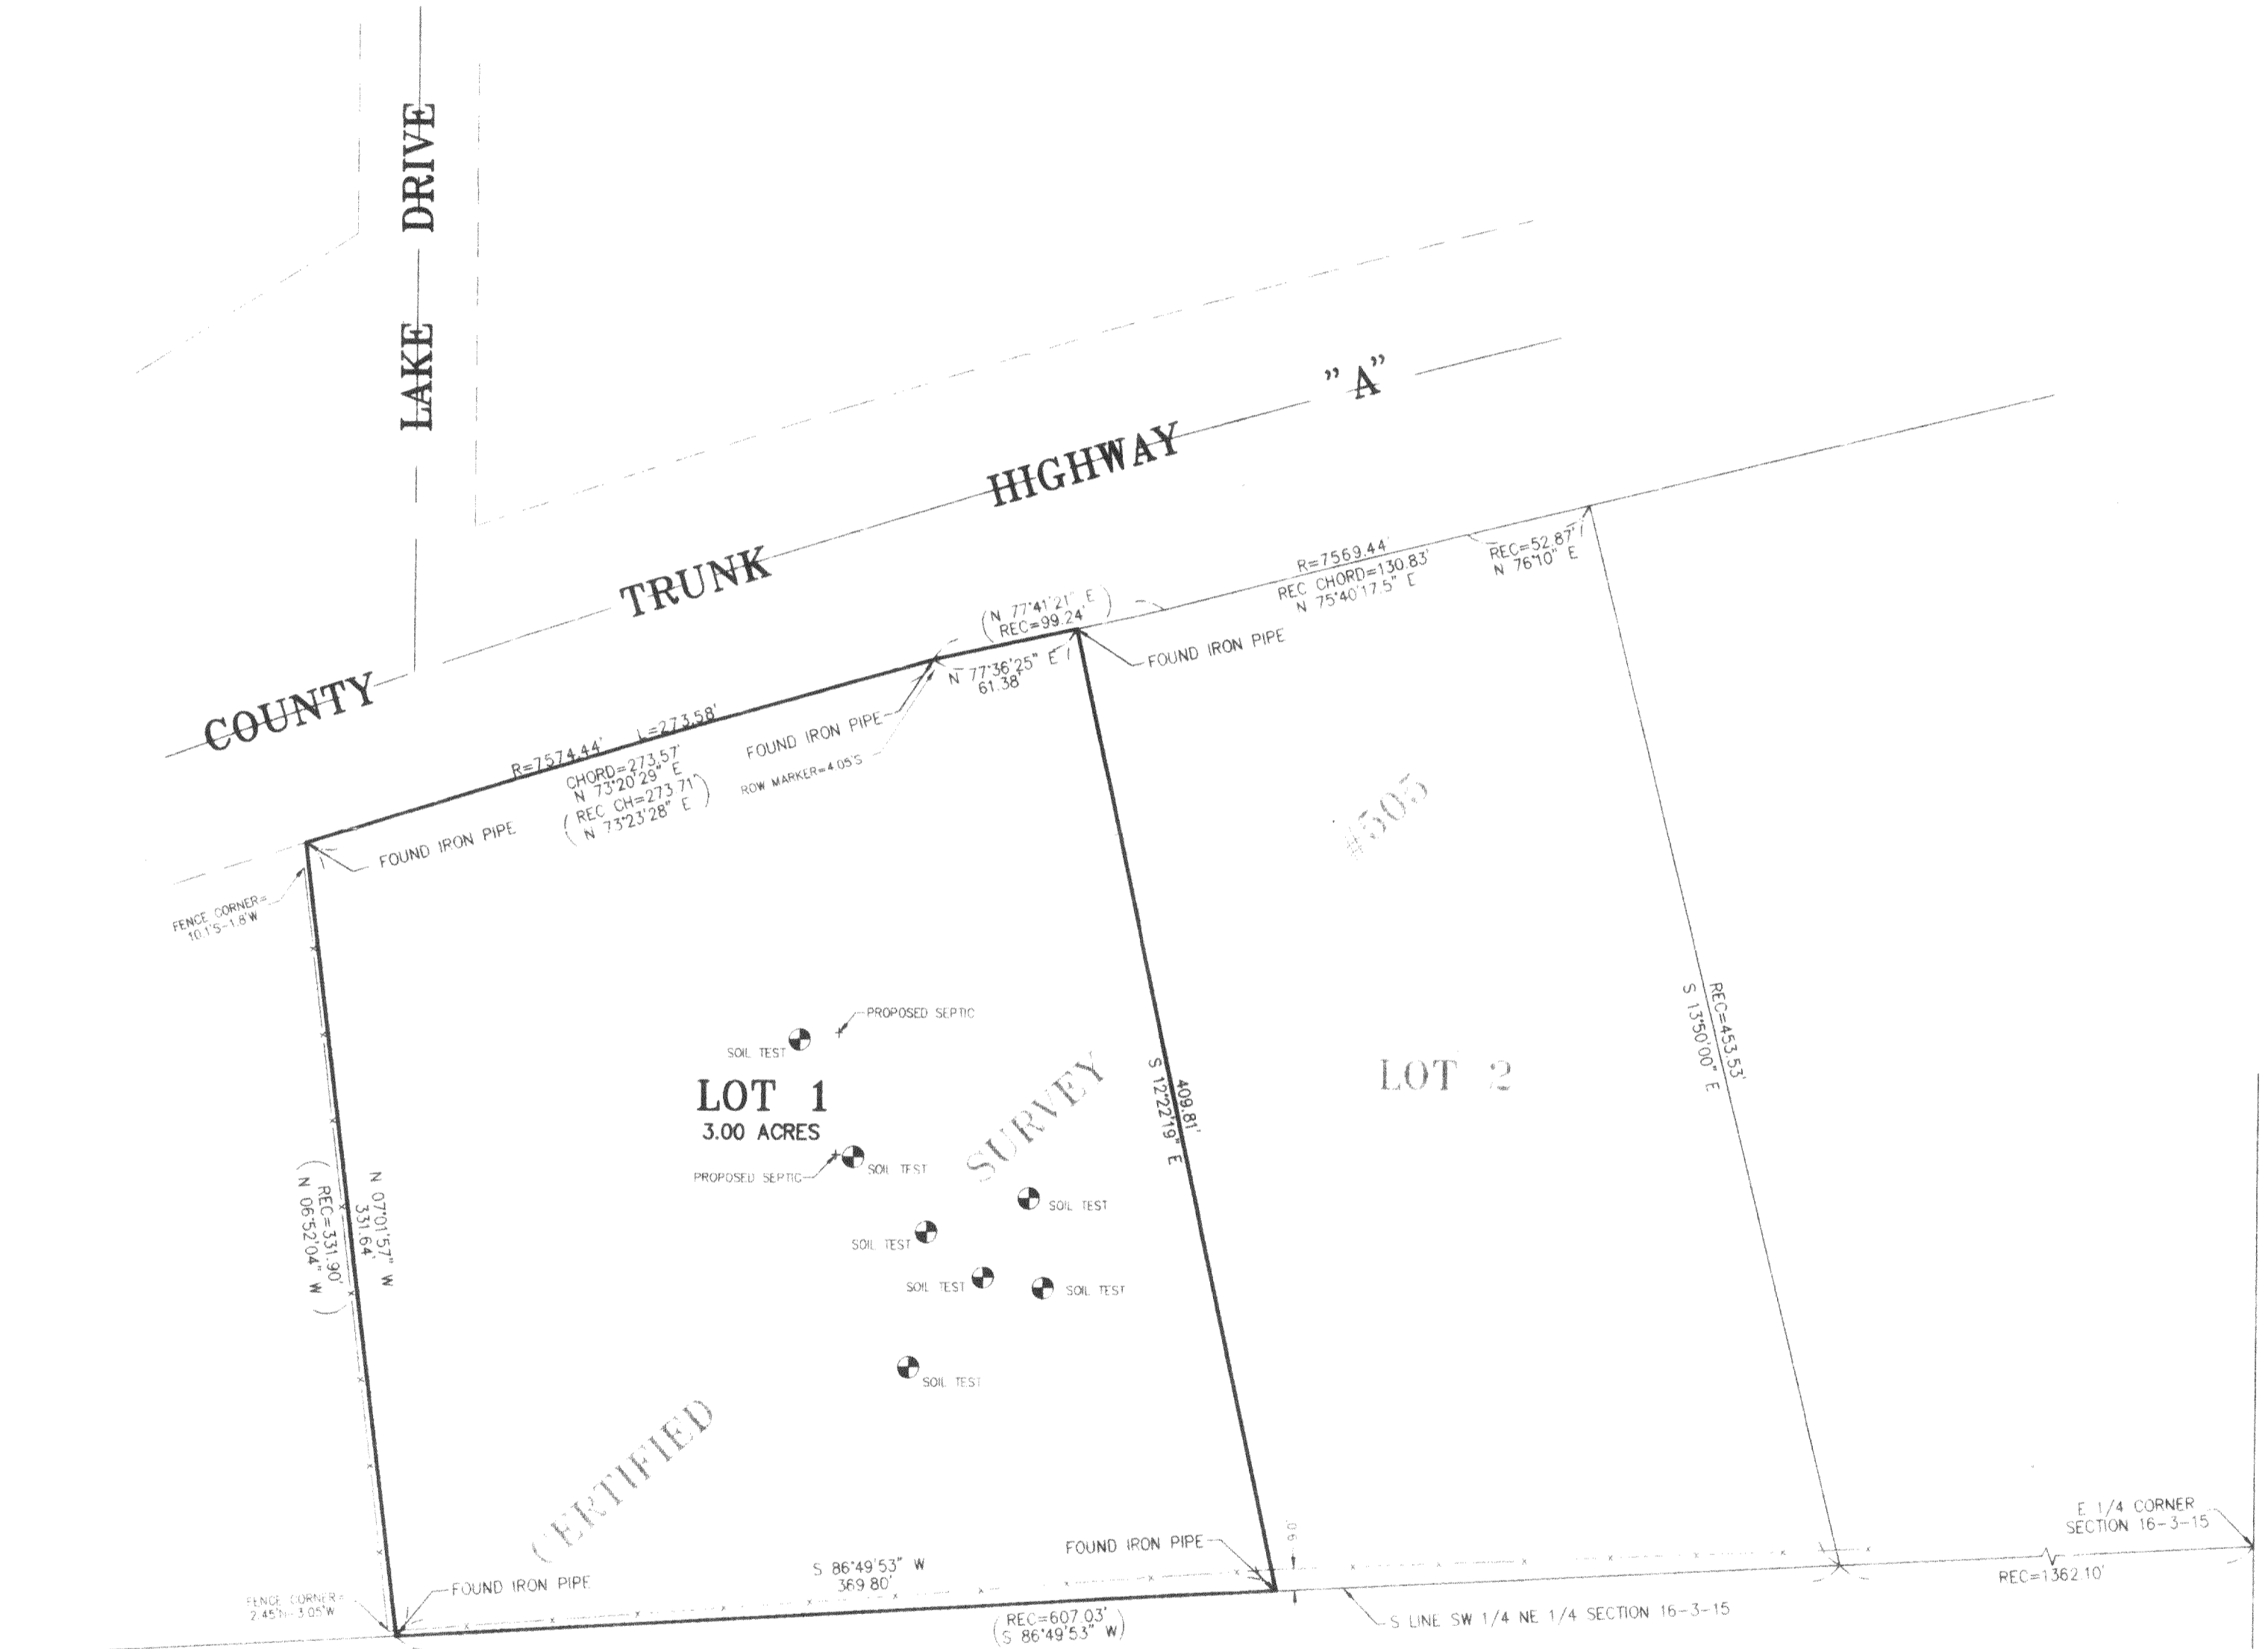 LAKE DRIVE
COUNTY TRUNK HIGHWAY "A"
R=7569.44'
REC CHORD=130.83'
N 75°40'17.5" E
REC=52.87'
N 76°10" E
(N 77°41'21" E)
(REC=99.24')
N 77°36'25" E
61.38'
FOUND IRON PIPE
R=7574.44' L=273.58'
CHORD=273.57'
N 73°20'29" E
(REC CH=273.71')
(N 73°23'28" E)
FOUND IRON PIPE
ROW MARKER=4.05'S
FOUND IRON PIPE
FENCE CORNER=
10.1'S-1.8'W
#505
PROPOSED SEPTIC
SOIL TEST
LOT 1
3.00 ACRES
SOIL TEST
PROPOSED SEPTIC
SURVEY
SOIL TEST
SOIL TEST
SOIL TEST
SOIL TEST
SOIL TEST
409.81'
S 12°22'19" E
LOT 2
REC=453.53'
S 13°50'00" E
N 07°01'57" W
331.64'
(REC=331.90')
(N 06°52'04" W)
CERTIFIED
FOUND IRON PIPE
FENCE CORNER=
2.45'N-3.05'W
S 86°49'53" W
369.80'
(REC=607.03')
(S 86°49'53" W)
FOUND IRON PIPE
S LINE SW 1/4 NE 1/4 SECTION 16-3-15
E 1/4 CORNER
SECTION 16-3-15
REC=1362.10'